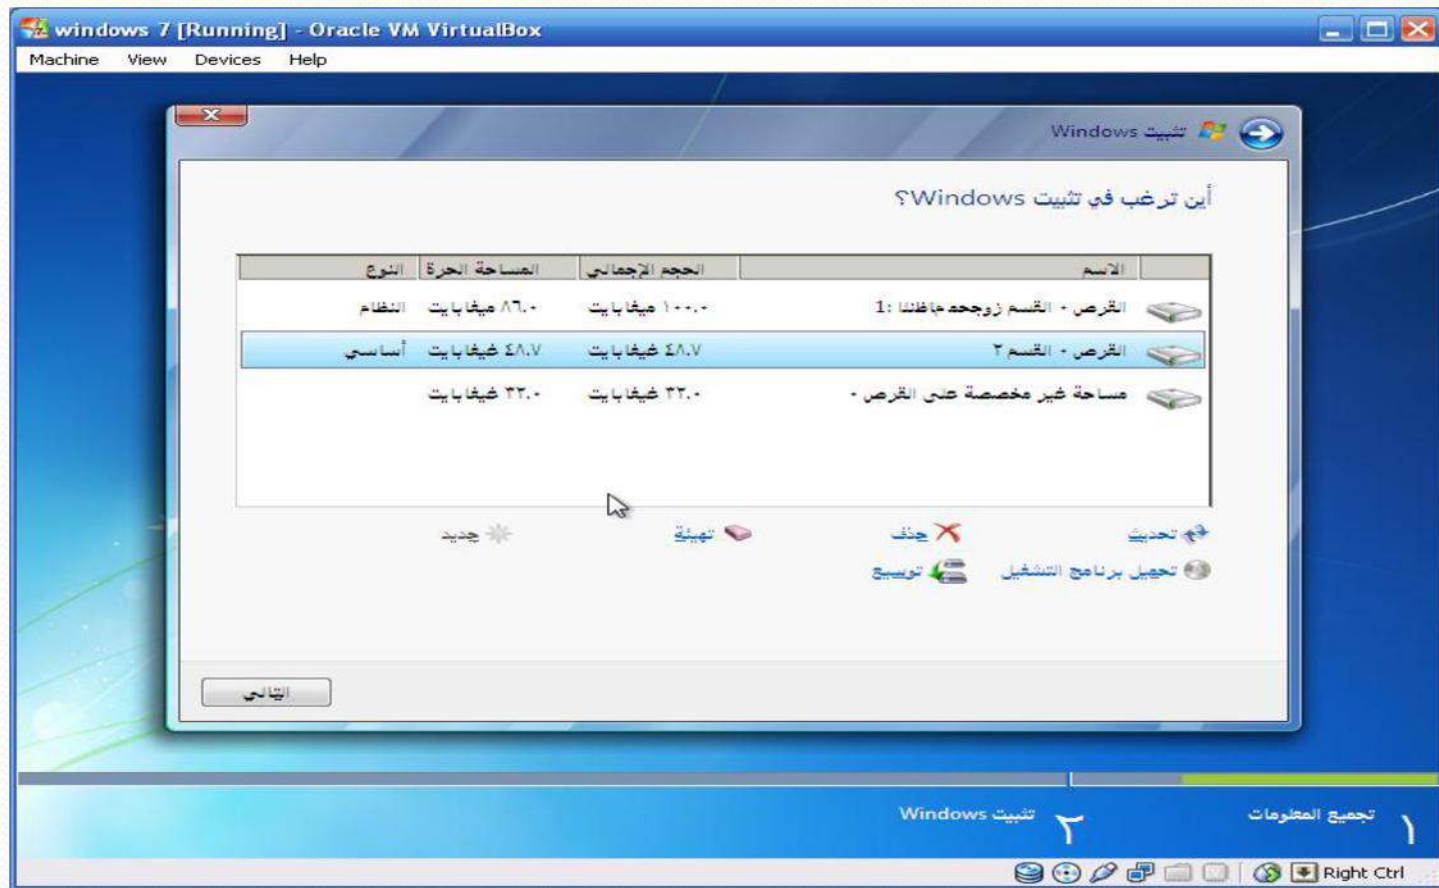 windows 7 [Running] - Oracle VM VirtualBox
Machine View Devices Help
تثبيت Windows
أين ترغب في تثبيت Windows؟
الاسم الحجم الإجمالي المساحة الحرة النوع
القرص ٠ القسم :1 ١٠٠.٠ ميغابايت ٨٦.٠ ميغابايت النظام
القرص ٠ القسم ٢ ٤٨.٧ غيغابايت ٤٨.٧ غيغابايت أساسي
مساحة غير مخصصة على القرص ٠ ٣٢.٠ غيغابايت ٣٢.٠ غيغابايت
تحديث حذف تهيئة جديد
تحميل برنامج التشغيل توسيع
التالي
١ تجميع المعلومات ٢ تثبيت Windows
Right Ctrl